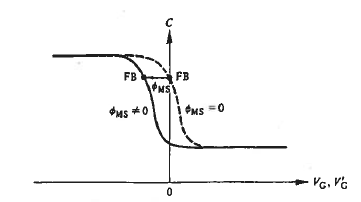 C
FB FB
ϕMS
ϕMS ≠ 0 ϕMS = 0
0
VG, V'G